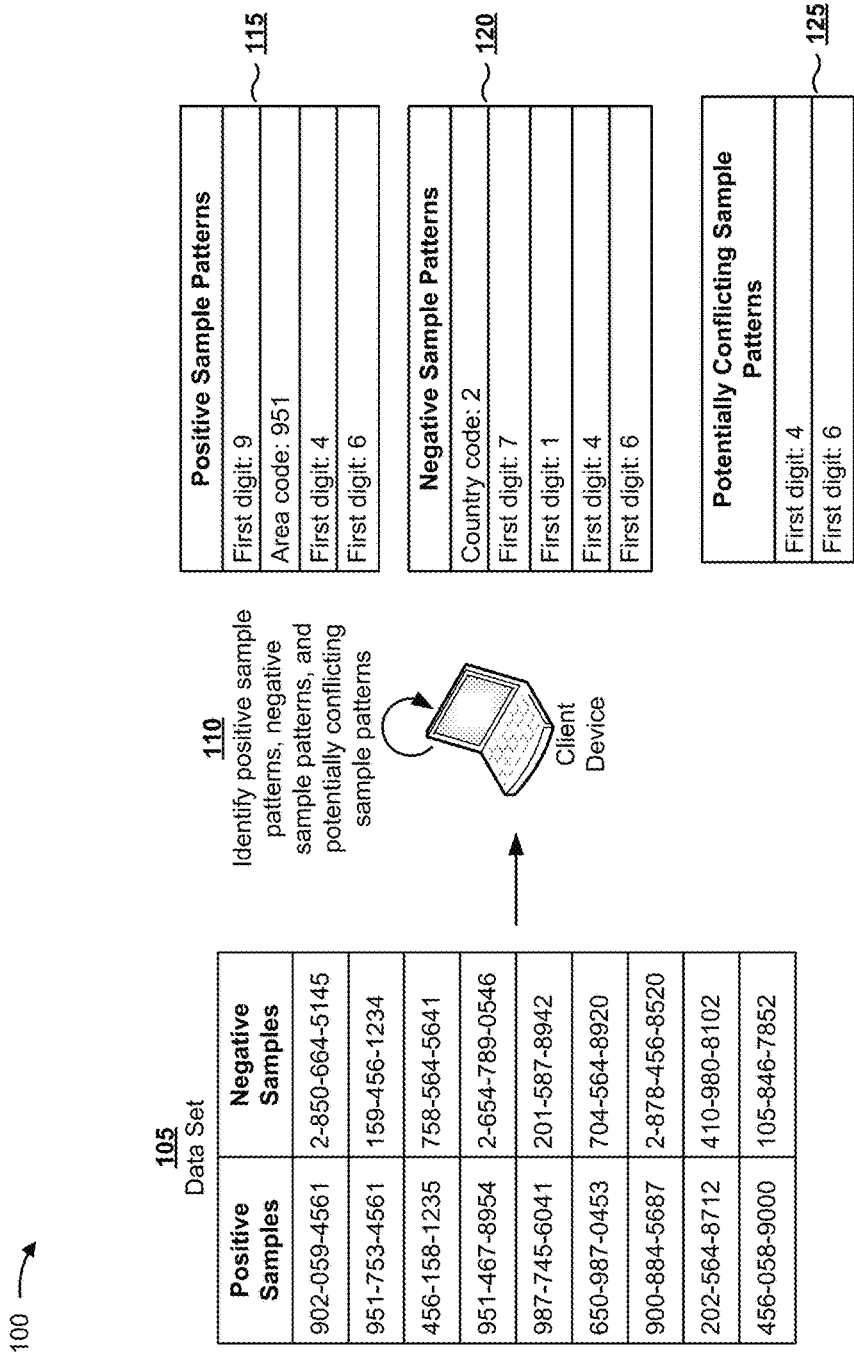 100
105
Data Set
Positive Samples | Negative Samples
902-059-4561 | 2-850-664-5145
951-753-4561 | 159-456-1234
456-158-1235 | 758-564-5641
951-467-8954 | 2-654-789-0546
987-745-6041 | 201-587-8942
650-987-0453 | 704-564-8920
900-884-5687 | 2-878-456-8520
202-564-8712 | 410-980-8102
456-058-9000 | 105-846-7852
110
Identify positive sample
patterns, negative
sample patterns, and
potentially conflicting
sample patterns
Client
Device
Positive Sample Patterns
First digit: 9
Area code: 951
First digit: 4
First digit: 6
115
Negative Sample Patterns
Country code: 2
First digit: 7
First digit: 1
First digit: 4
First digit: 6
120
Potentially Conflicting Sample
Patterns
First digit: 4
First digit: 6
125